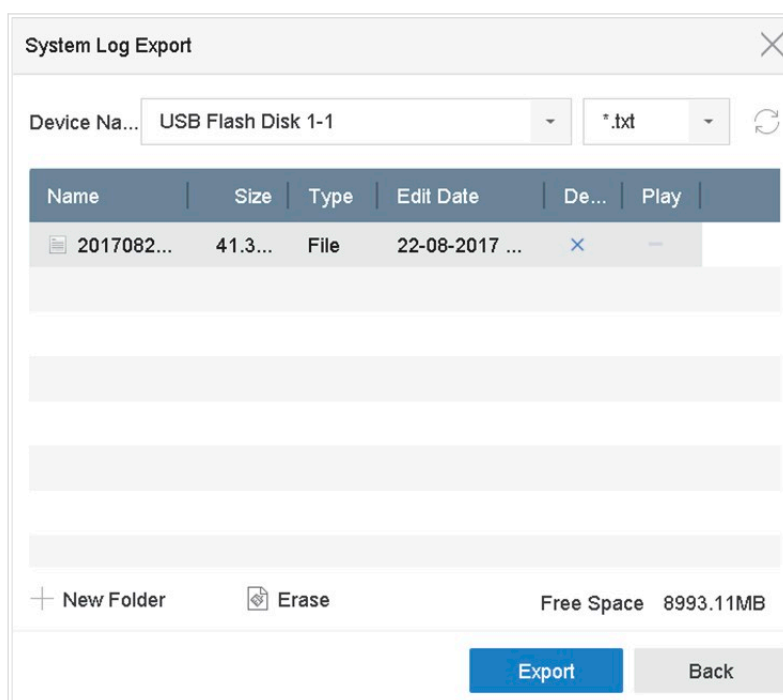 System Log Export
Device Na... USB Flash Disk 1-1 *.txt
Name Size Type Edit Date De... Play
2017082... 41.3... File 22-08-2017 ...
New Folder Erase Free Space 8993.11MB
Export Back